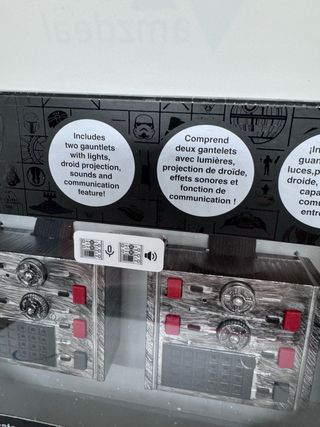 amzdeal
Includes
two gauntlets
with lights,
droid projection,
sounds and
communication
feature!
Comprend
deux gantelets
avec lumières,
projection de droïde,
effets sonores et
fonction de
communication !
¡In
guan
luces,p
droide,
capa
comu
entre